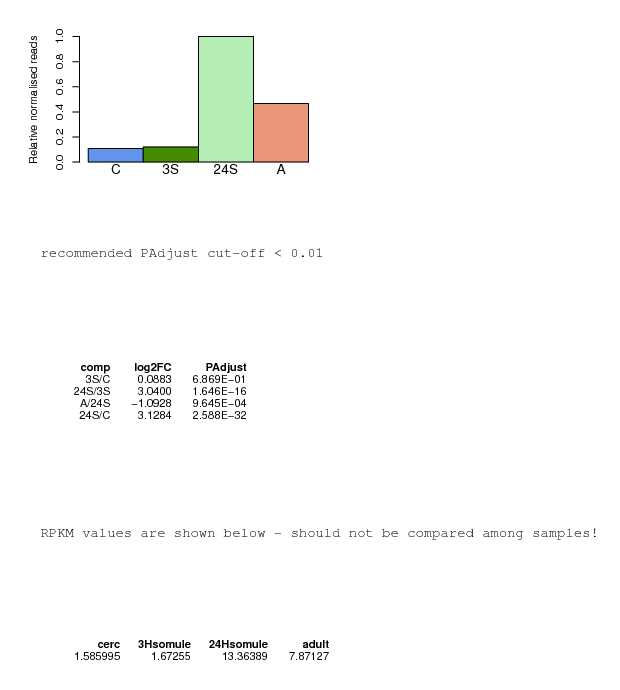 Relative normalised reads
1.0
0.8
0.6
0.4
0.2
0.0
C 3S 24S A
recommended PAdjust cut-off < 0.01
comp log2FC PAdjust
3S/C 0.0883 6.869E-01
24S/3S 3.0400 1.646E-16
A/24S -1.0928 9.645E-04
24S/C 3.1284 2.588E-32
RPKM values are shown below - should not be compared among samples!
cerc 3Hsomule 24Hsomule adult
1.585995 1.67255 13.36389 7.87127